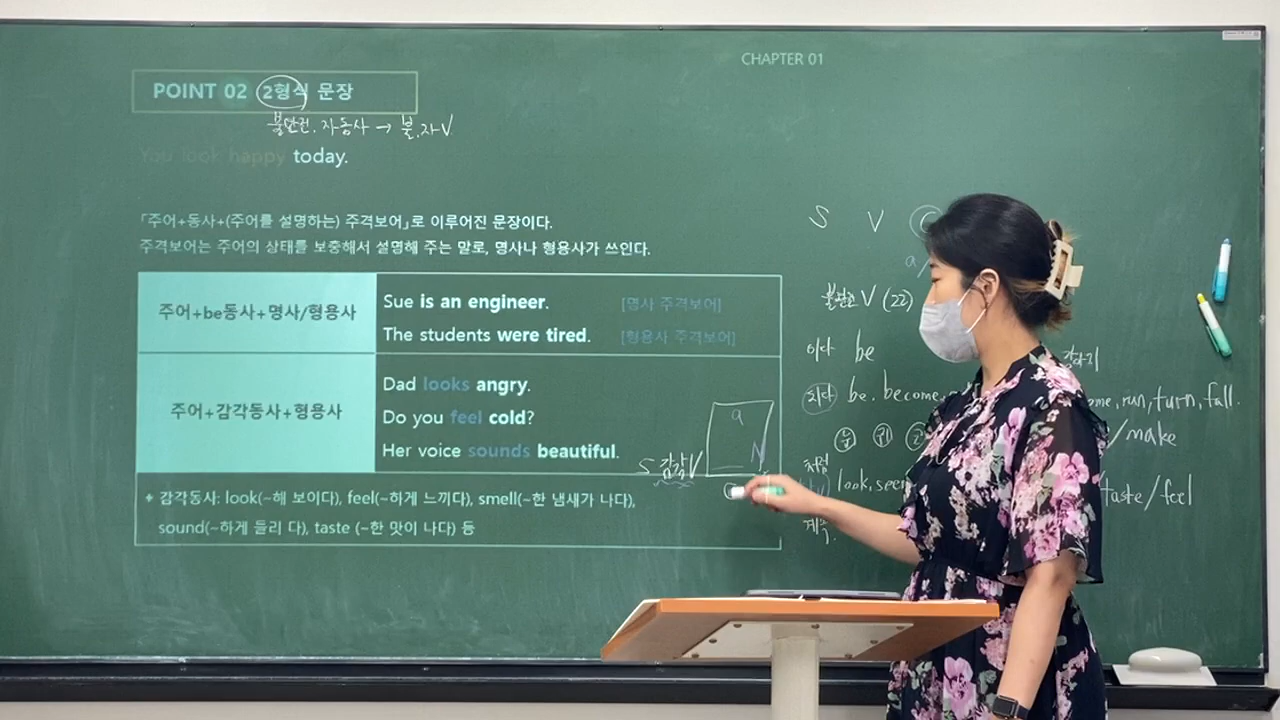 CHAPTER 01
POINT 02 2형식 문장
불완전.자동사 → 불.자V
You look happy today.
「주어+동사+(주어를 설명하는) 주격보어」로 이루어진 문장이다.
주격보어는 주어의 상태를 보충해서 설명해 주는 말로, 명사나 형용사가 쓰인다.
주어+be동사+명사/형용사
Sue is an engineer. [명사 주격보어]
The students were tired. [형용사 주격보어]
주어+감각동사+형용사
Dad looks angry.
Do you feel cold?
Her voice sounds beautiful.
S 감각V
a
N
+ 감각동사: look(~해 보이다), feel(~하게 느끼다), smell(~한 냄새가 나다),
sound(~하게 들리 다), taste (~한 맛이 나다) 등
S V C
a/
V (22)
이다 be
지다 be. become. run, turn, fall.
/make
look, seem taste/feel